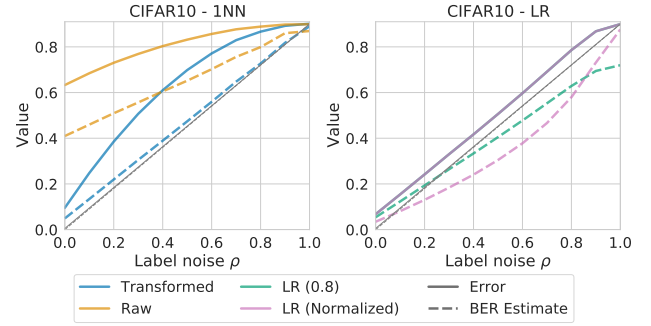 CIFAR10 - 1NN
CIFAR10 - LR
Value
0.8
0.6
0.4
0.2
0.0
0.0 0.2 0.4 0.6 0.8 1.0
Label noise ρ
Value
0.8
0.6
0.4
0.2
0.0
0.0 0.2 0.4 0.6 0.8 1.0
Label noise ρ
Transformed LR (0.8) Error
Raw LR (Normalized) BER Estimate